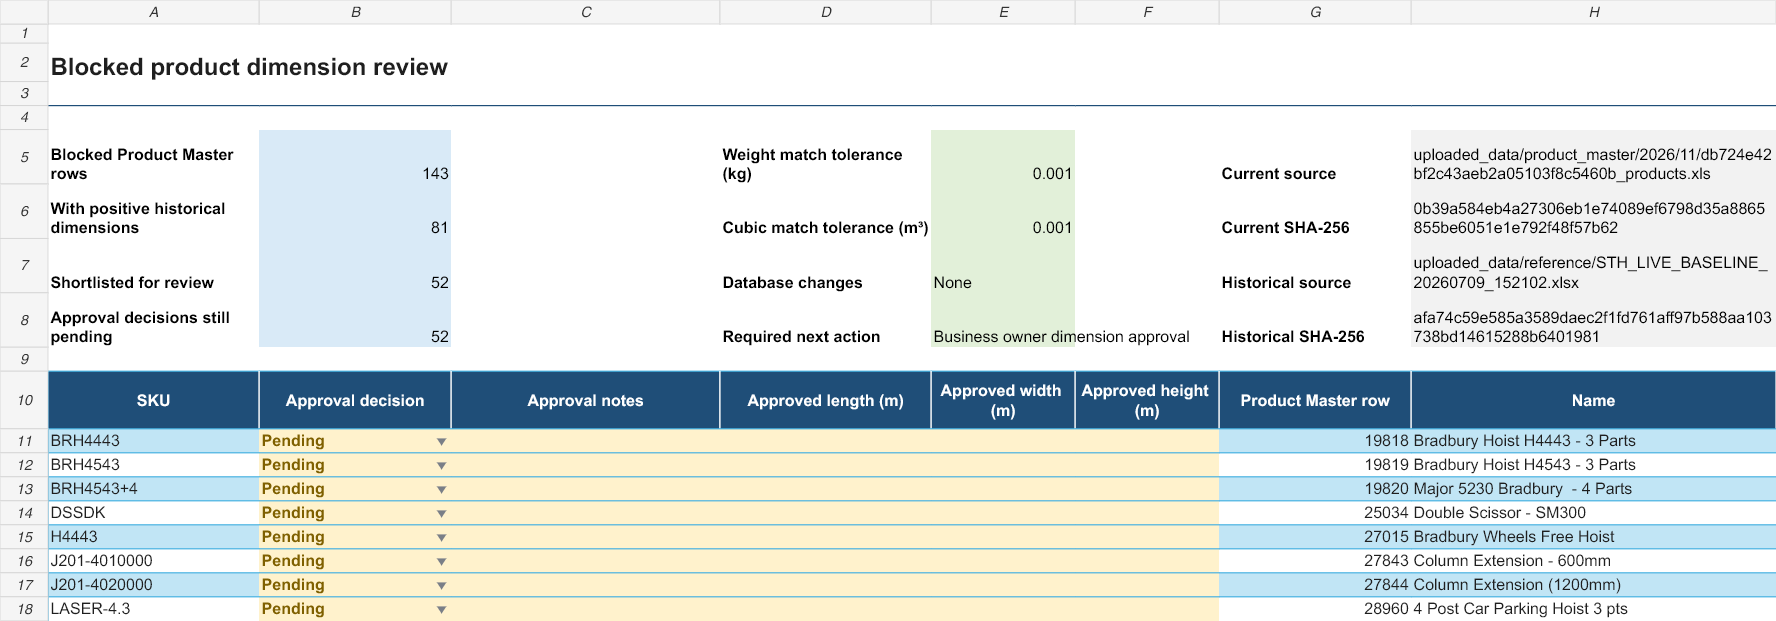 A B C D E F G H
1
2 Blocked product dimension review
3
4
5 Blocked Product Master rows 143 Weight match tolerance (kg) 0.001 Current source uploaded_data/product_master/2026/11/db724e42bf2c43aeb2a05103f8c5460b_products.xls
6 With positive historical dimensions 81 Cubic match tolerance (m³) 0.001 Current SHA-256 0b39a584eb4a27306eb1e74089ef6798d35a8865855be6051e1e792f48f57b62
7 Shortlisted for review 52 Database changes None Historical source uploaded_data/reference/STH_LIVE_BASELINE_20260709_152102.xlsx
8 Approval decisions still pending 52 Required next action Business owner dimension approval Historical SHA-256 afa74c59e585a3589daec2f1fd761aff97b588aa103738bd14615288b6401981
9
10 SKU Approval decision Approval notes Approved length (m) Approved width (m) Approved height (m) Product Master row Name
11 BRH4443 Pending 19818 Bradbury Hoist H4443 - 3 Parts
12 BRH4543 Pending 19819 Bradbury Hoist H4543 - 3 Parts
13 BRH4543+4 Pending 19820 Major 5230 Bradbury  - 4 Parts
14 DSSDK Pending 25034 Double Scissor - SM300
15 H4443 Pending 27015 Bradbury Wheels Free Hoist
16 J201-4010000 Pending 27843 Column Extension - 600mm
17 J201-4020000 Pending 27844 Column Extension (1200mm)
18 LASER-4.3 Pending 28960 4 Post Car Parking Hoist 3 pts